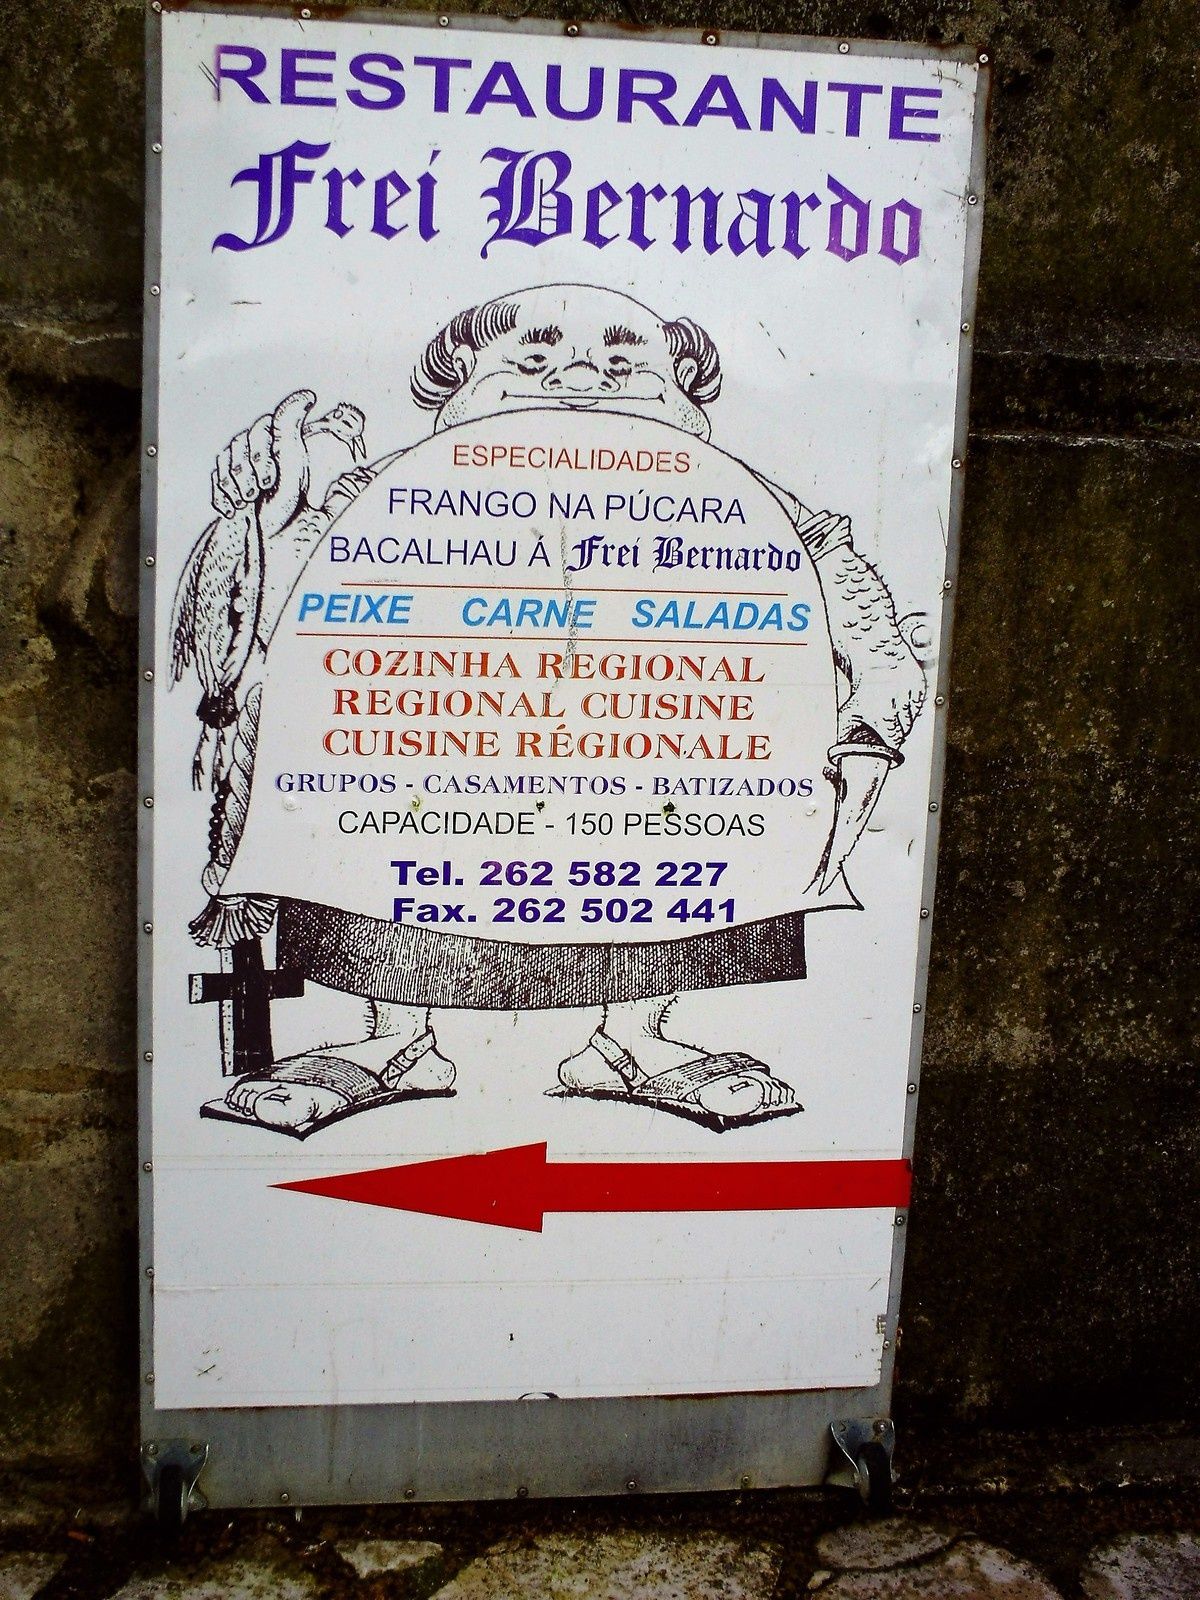 RESTAURANTE
Frei Bernardo
ESPECIALIDADES
FRANGO NA PÚCARA
BACALHAU Á Frei Bernardo
PEIXE CARNE SALADAS
COZINHA REGIONAL
REGIONAL CUISINE
CUISINE RÉGIONALE
GRUPOS - CASAMENTOS - BATIZADOS
CAPACIDADE - 150 PESSOAS
Tel. 262 582 227
Fax. 262 502 441